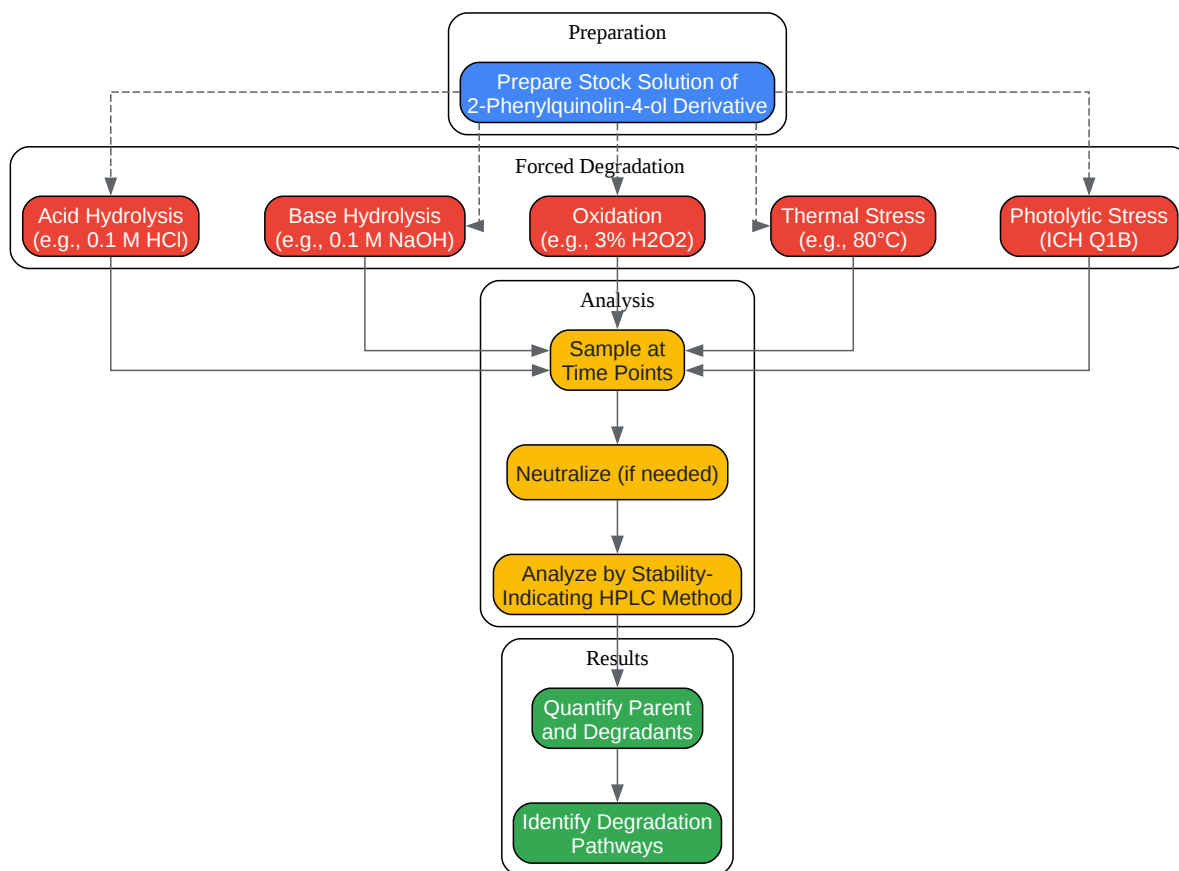 Preparation
Prepare Stock Solution of
2-Phenylquinolin-4-ol Derivative
Forced Degradation
Acid Hydrolysis
(e.g., 0.1 M HCl)
Base Hydrolysis
(e.g., 0.1 M NaOH)
Oxidation
(e.g., 3% H2O2)
Thermal Stress
(e.g., 80°C)
Photolytic Stress
(ICH Q1B)
Analysis
Sample at
Time Points
Neutralize (if needed)
Analyze by Stability-
Indicating HPLC Method
Results
Quantify Parent
and Degradants
Identify Degradation
Pathways